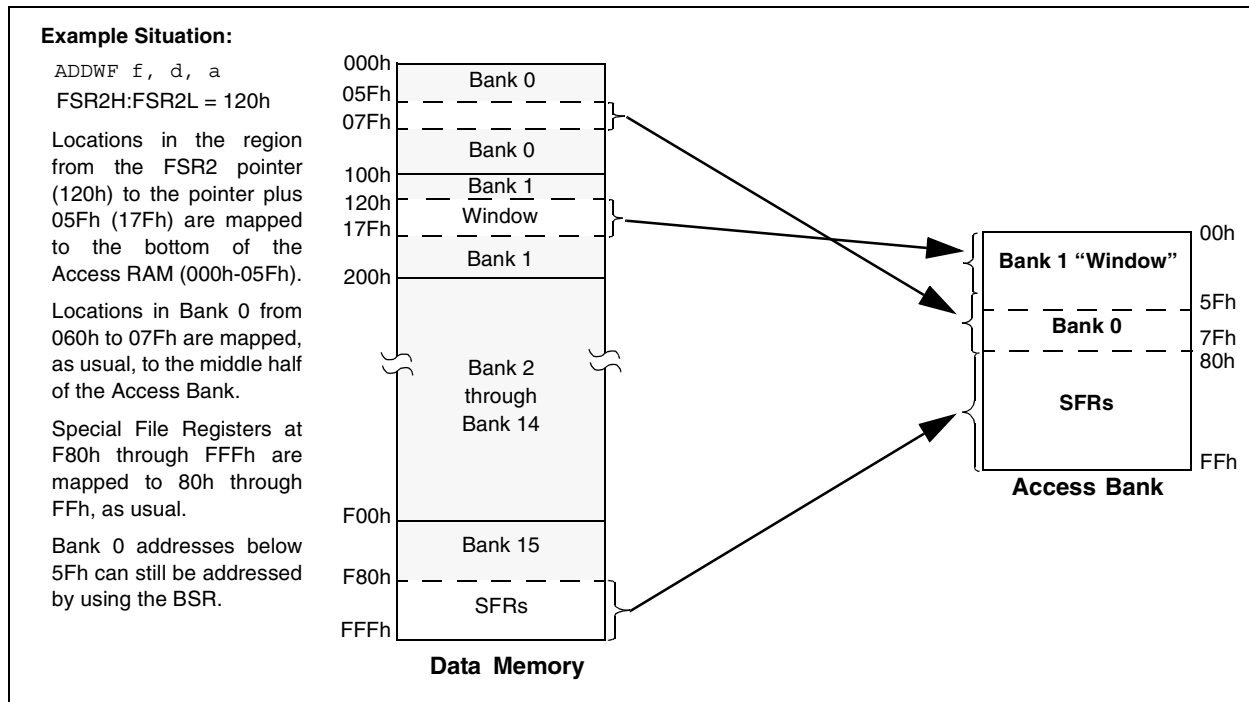 Example Situation:
ADDWF f, d, a
FSR2H:FSR2L = 120h
Locations in the region
from the FSR2 pointer
(120h) to the pointer plus
05Fh (17Fh) are mapped
to the bottom of the
Access RAM (000h-05Fh).
Locations in Bank 0 from
060h to 07Fh are mapped,
as usual, to the middle half
of the Access Bank.
Special File Registers at
F80h through FFFh are
mapped to 80h through
FFh, as usual.
Bank 0 addresses below
5Fh can still be addressed
by using the BSR.
000h
Bank 0
05Fh
07Fh
Bank 0
100h
Bank 1
120h
Window
17Fh
Bank 1
200h
Bank 2
through
Bank 14
F00h
Bank 15
F80h
SFRs
FFFh
Data Memory
00h
Bank 1 “Window”
5Fh
Bank 0
7Fh
80h
SFRs
FFh
Access Bank